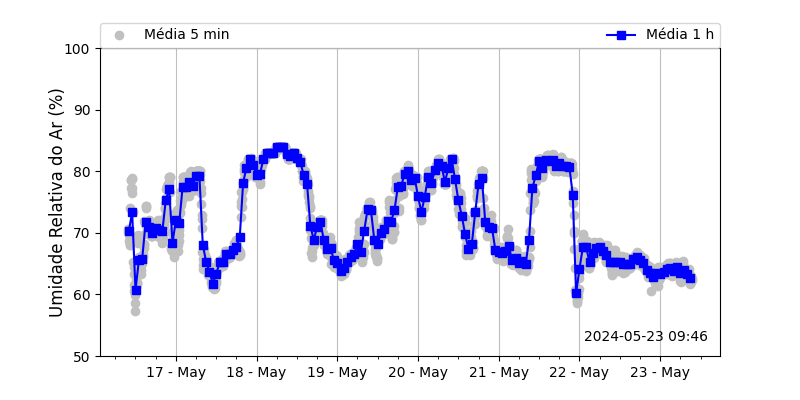 Média 5 min
Média 1 h
Umidade Relativa do Ar (%)
100
90
80
70
60
50
2024-05-23 09:46
17 - May
18 - May
19 - May
20 - May
21 - May
22 - May
23 - May